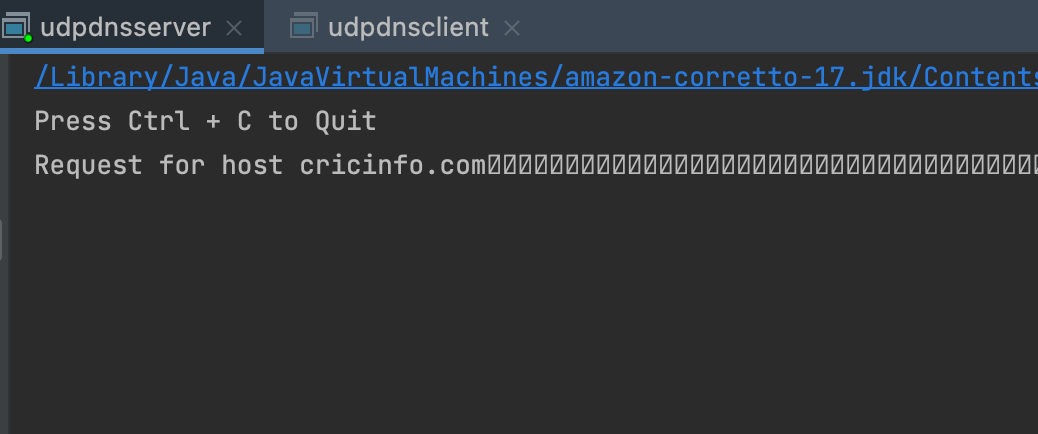 udpdnsserver
udpdnsclient
/Library/Java/JavaVirtualMachines/amazon-corretto-17.jdk/Contents
Press Ctrl + C to Quit
Request for host cricinfo.com